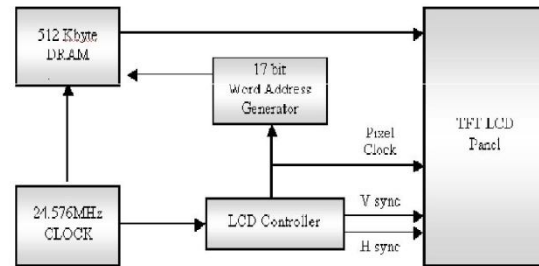 512 Kbyte
DRAM
17 bit
Word Address
Generator
TFT LCD
Panel
Pixel
Clock
24.576MHz
CLOCK
LCD Controller
V sync
H sync